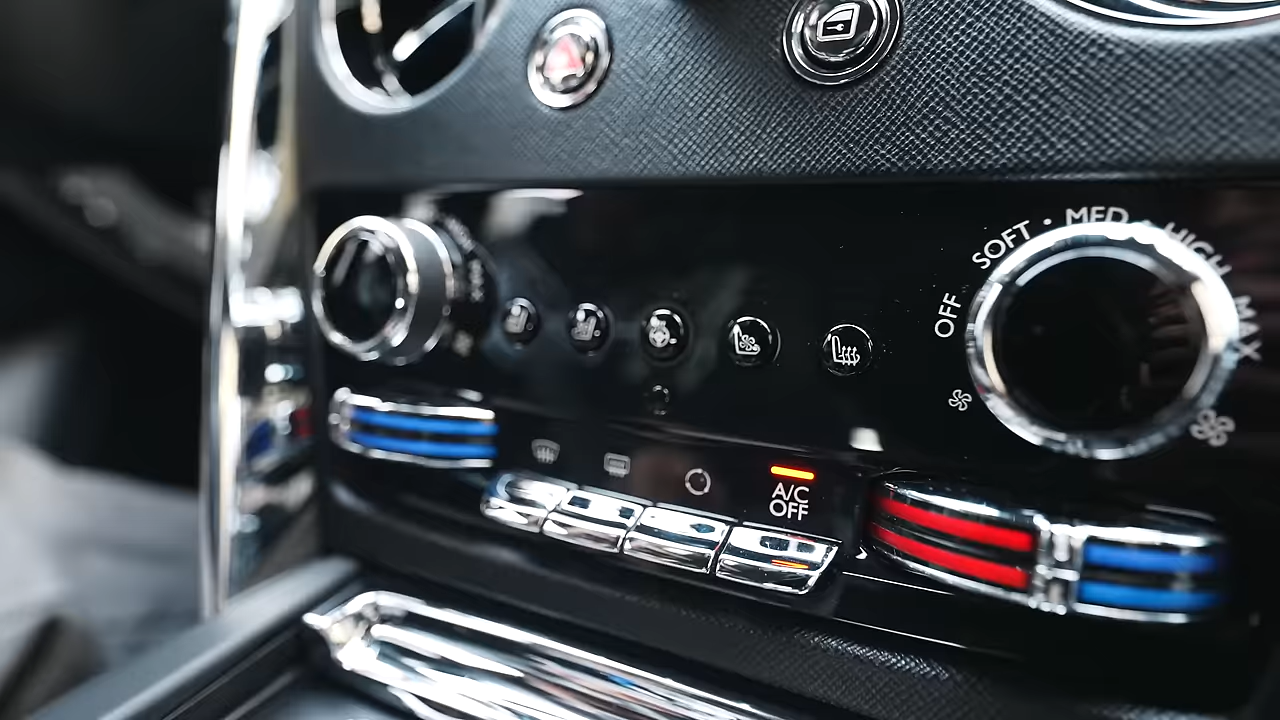 SOFT • MED • HIGH
OFF
MAX
A/C
OFF